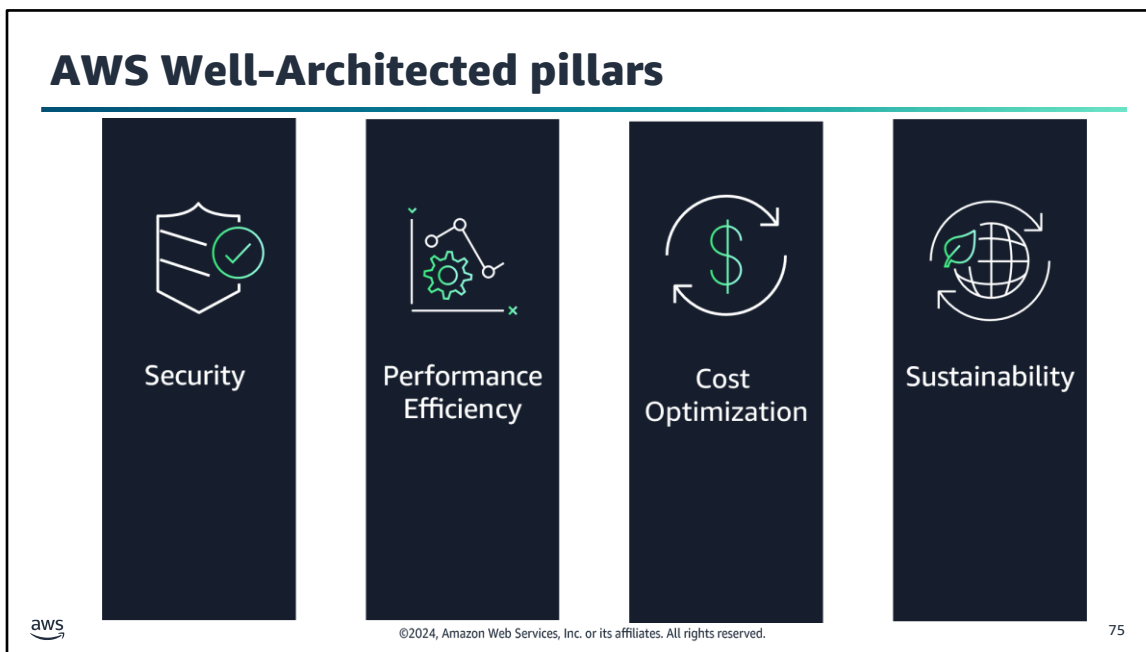 AWS Well-Architected pillars
Security
Performance
Efficiency
Cost
Optimization
Sustainability
aws
©2024, Amazon Web Services, Inc. or its affiliates. All rights reserved.
75